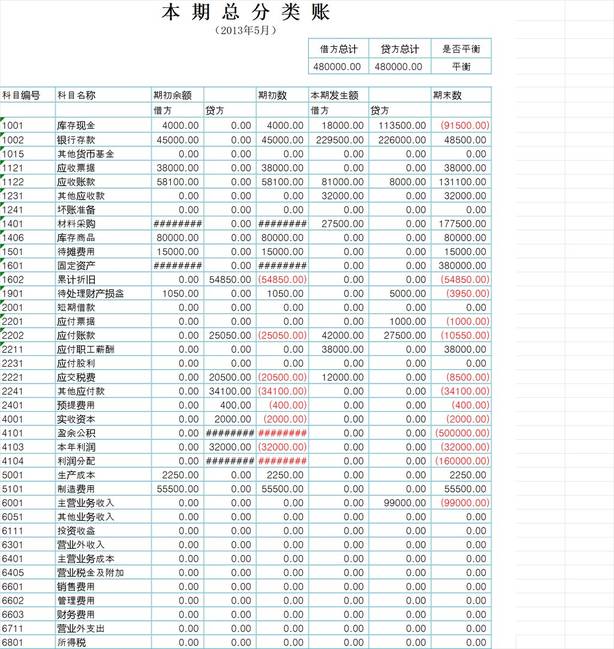 本期总分类账
（2013年5月）
借方总计 贷方总计 是否平衡
480000.00 480000.00 平衡
科目编号 科目名称 期初余额 期初数 本期发生额 期末数
借方 贷方 借方 贷方
1001 库存现金 4000.00 0.00 4000.00 18000.00 113500.00 (91500.00)
1002 银行存款 45000.00 0.00 45000.00 229500.00 226000.00 48500.00
1015 其他货币基金 0.00 0.00 0.00 0.00 0.00 0.00
1121 应收票据 38000.00 0.00 38000.00 0.00 0.00 38000.00
1122 应收账款 58100.00 0.00 58100.00 81000.00 8000.00 131100.00
1231 其他应收款 0.00 0.00 0.00 32000.00 0.00 32000.00
1241 坏账准备 0.00 0.00 0.00 0.00 0.00 0.00
1401 材料采购 ######## 0.00 ######## 27500.00 0.00 177500.00
1406 库存商品 80000.00 0.00 80000.00 0.00 0.00 80000.00
1501 待摊费用 15000.00 0.00 15000.00 0.00 0.00 15000.00
1601 固定资产 ######## 0.00 ######## 0.00 0.00 380000.00
1602 累计折旧 0.00 54850.00 (54850.00) 0.00 0.00 (54850.00)
1901 待处理财产损益 1050.00 0.00 1050.00 0.00 5000.00 (3950.00)
2001 短期借款 0.00 0.00 0.00 0.00 0.00 0.00
2201 应付票据 0.00 0.00 0.00 0.00 1000.00 (1000.00)
2202 应付账款 0.00 25050.00 (25050.00) 42000.00 27500.00 (10550.00)
2211 应付职工薪酬 0.00 0.00 0.00 38000.00 0.00 38000.00
2231 应付股利 0.00 0.00 0.00 0.00 0.00 0.00
2221 应交税费 0.00 20500.00 (20500.00) 12000.00 0.00 (8500.00)
2241 其他应付款 0.00 34100.00 (34100.00) 0.00 0.00 (34100.00)
2401 预提费用 0.00 400.00 (400.00) 0.00 0.00 (400.00)
4001 实收资本 0.00 2000.00 (2000.00) 0.00 0.00 (2000.00)
4101 盈余公积 0.00 ######## ######## 0.00 0.00 (500000.00)
4103 本年利润 0.00 32000.00 (32000.00) 0.00 0.00 (32000.00)
4104 利润分配 0.00 ######## ######## 0.00 0.00 (160000.00)
5001 生产成本 2250.00 0.00 2250.00 0.00 0.00 2250.00
5101 制造费用 55500.00 0.00 55500.00 0.00 0.00 55500.00
6001 主营业务收入 0.00 0.00 0.00 0.00 99000.00 (99000.00)
6051 其他业务收入 0.00 0.00 0.00 0.00 0.00 0.00
6111 投资收益 0.00 0.00 0.00 0.00 0.00 0.00
6301 营业外收入 0.00 0.00 0.00 0.00 0.00 0.00
6401 主营业务成本 0.00 0.00 0.00 0.00 0.00 0.00
6405 营业税金及附加 0.00 0.00 0.00 0.00 0.00 0.00
6601 销售费用 0.00 0.00 0.00 0.00 0.00 0.00
6602 管理费用 0.00 0.00 0.00 0.00 0.00 0.00
6603 财务费用 0.00 0.00 0.00 0.00 0.00 0.00
6711 营业外支出 0.00 0.00 0.00 0.00 0.00 0.00
6801 所得税 0.00 0.00 0.00 0.00 0.00 0.00